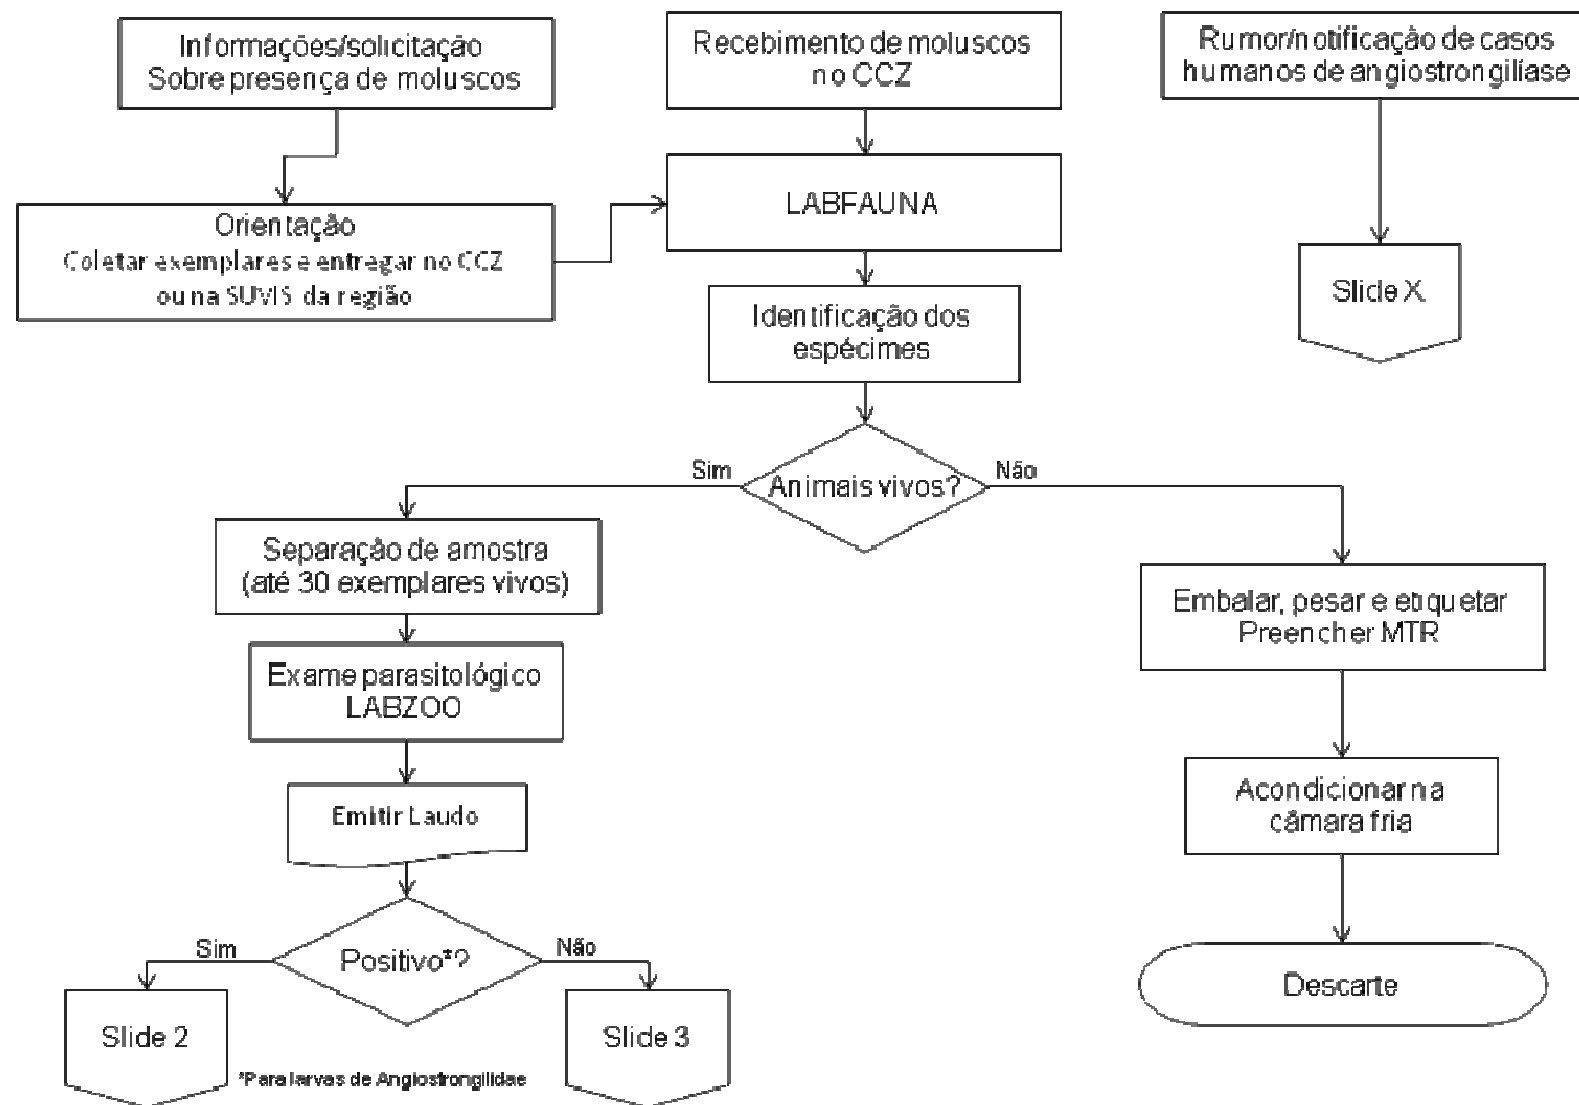 Informações/solicitação
Sobre presença de moluscos
Recebimento de moluscos
no CCZ
Rumor/notificação de casos
humanos de angiostrongilíase
Orientação
Coletar exemplares e entregar no CCZ
ou na SUVIS da região
LABFAUNA
Slide X
Identificação dos
espécimes
Sim
Animais vivos?
Não
Separação de amostra
(até 30 exemplares vivos)
Embalar, pesar e etiquetar
Preencher MTR
Exame parasitológico
LABZOO
Acondicionar na
câmara fria
Emitir Laudo
Sim
Positivo*?
Não
Descarte
Slide 2
Slide 3
*Para larvas de Angiostrongilidae